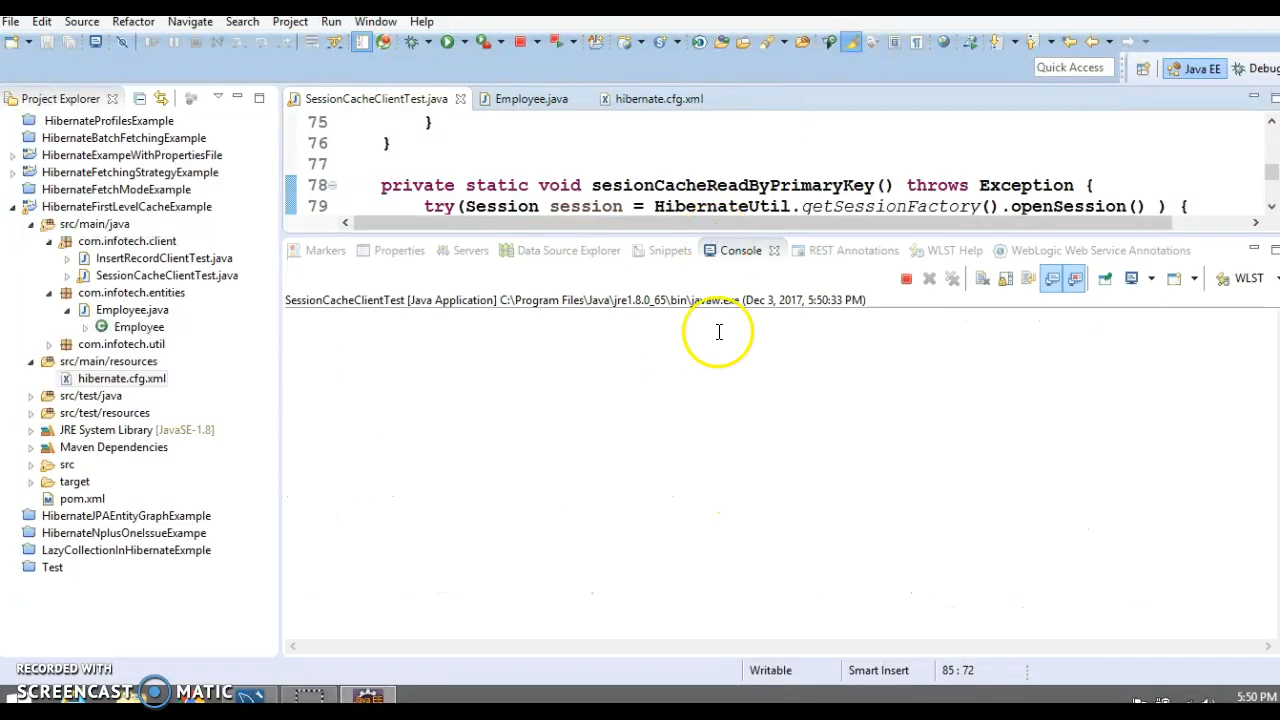 File Edit Source Refactor Navigate Search Project Run Window Help
Quick Access Java EE Debug
Project Explorer
SessionCacheClientTest.java Employee.java hibernate.cfg.xml
HibernateProfilesExample
HibernateBatchFetchingExample
HibernateExampeWithPropertiesFile
HibernateFetchingStrategyExample
HibernateFetchModeExample
HibernateFirstLevelCacheExample
src/main/java
com.infotech.client
InsertRecordClientTest.java
SessionCacheClientTest.java
com.infotech.entities
Employee.java
Employee
com.infotech.util
src/main/resources
hibernate.cfg.xml
src/test/java
src/test/resources
JRE System Library [JavaSE-1.8]
Maven Dependencies
src
target
pom.xml
HibernateJPAEntityGraphExample
HibernateNplusOneIssueExampe
LazyCollectionInHibernateExmple
Test
75 }
76 }
77
78 private static void sesionCacheReadByPrimaryKey() throws Exception {
79 try(Session session = HibernateUtil.getSessionFactory().openSession() ) {
Markers Properties Servers Data Source Explorer Snippets Console REST Annotations WLST Help WebLogic Web Service Annotations
WLST
SessionCacheClientTest [Java Application] C:\Program Files\Java\jre1.8.0_65\bin\javaw.exe (Dec 3, 2017, 5:50:33 PM)
Writable Smart Insert 85 : 72
RECORDED WITH
SCREENCAST MATIC
Java EE
5:50 PM